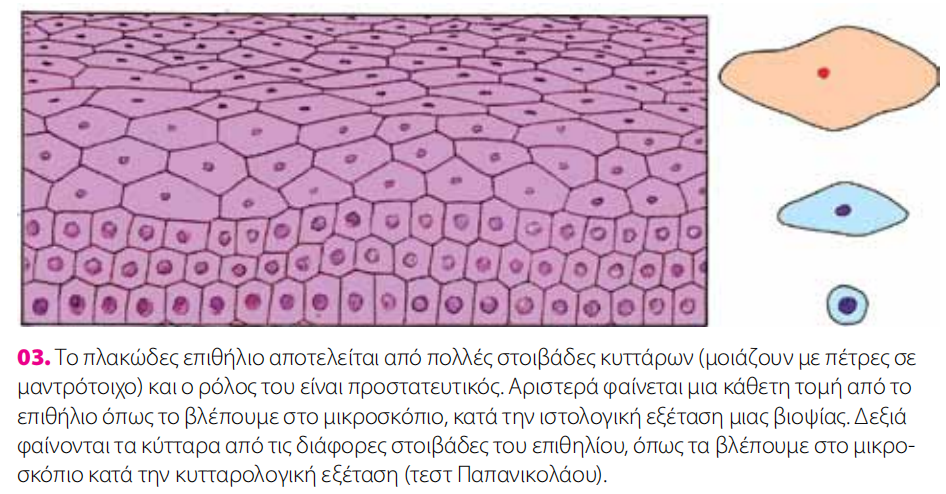 03. Το πλακώδες επιθήλιο αποτελείται από πολλές στοιβάδες κυττάρων (μοιάζουν με πέτρες σε
μαντρότοιχο) και ο ρόλος του είναι προστατευτικός. Αριστερά φαίνεται μια κάθετη τομή από το
επιθήλιο όπως το βλέπουμε στο μικροσκόπιο, κατά την ιστολογική εξέταση μιας βιοψίας. Δεξιά
φαίνονται τα κύτταρα από τις διάφορες στοιβάδες του επιθηλίου, όπως τα βλέπουμε στο μικρο-
σκόπιο κατά την κυτταρολογική εξέταση (τεστ Παπανικολάου).